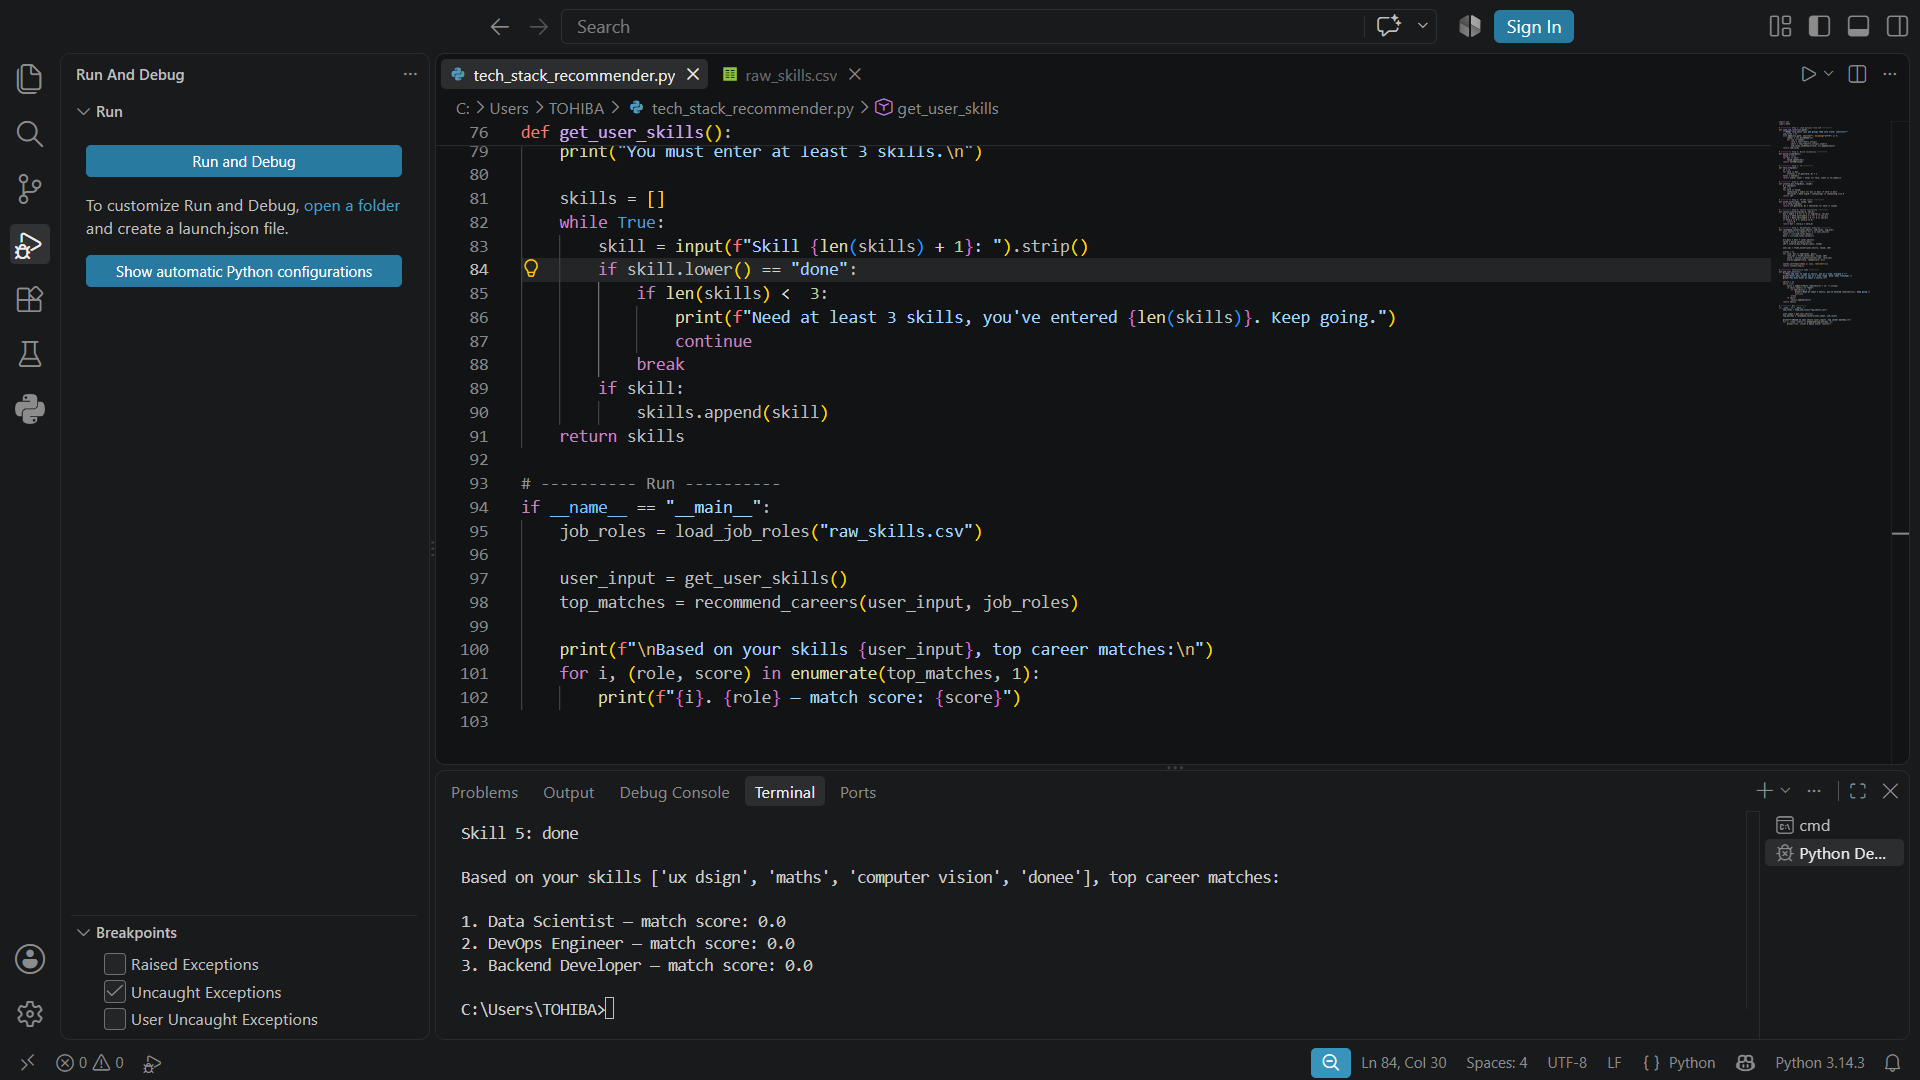 Search
Sign In
Run And Debug
Run
Run and Debug
To customize Run and Debug, open a folder
and create a launch.json file.
Show automatic Python configurations
Breakpoints
Raised Exceptions
Uncaught Exceptions
User Uncaught Exceptions
tech_stack_recommender.py
raw_skills.csv
C: > Users > TOHIBA > tech_stack_recommender.py > get_user_skills
76 def get_user_skills():
79 print("You must enter at least 3 skills.\n")
80
81 skills = []
82 while True:
83 skill = input(f"Skill {len(skills) + 1}: ").strip()
84 if skill.lower() == "done":
85 if len(skills) <  3:
86 print(f"Need at least 3 skills, you've entered {len(skills)}. Keep going.")
87 continue
88 break
89 if skill:
90 skills.append(skill)
91 return skills
92
93 # ---------- Run ----------
94 if __name__ == "__main__":
95 job_roles = load_job_roles("raw_skills.csv")
96
97 user_input = get_user_skills()
98 top_matches = recommend_careers(user_input, job_roles)
99
100 print(f"\nBased on your skills {user_input}, top career matches:\n")
101 for i, (role, score) in enumerate(top_matches, 1):
102 print(f"{i}. {role} — match score: {score}")
103
Problems Output Debug Console Terminal Ports
Skill 5: done
Based on your skills ['ux dsign', 'maths', 'computer vision', 'donee'], top career matches:
1. Data Scientist — match score: 0.0
2. DevOps Engineer — match score: 0.0
3. Backend Developer — match score: 0.0
C:\Users\TOHIBA>
cmd
Python De...
0 0
Ln 84, Col 30 Spaces: 4 UTF-8 LF { } Python Python 3.14.3